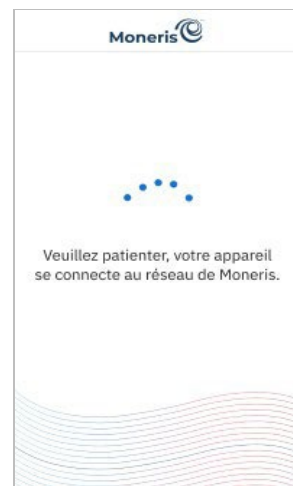 Moneris
Veuillez patienter, votre appareil
se connecte au réseau de Moneris.